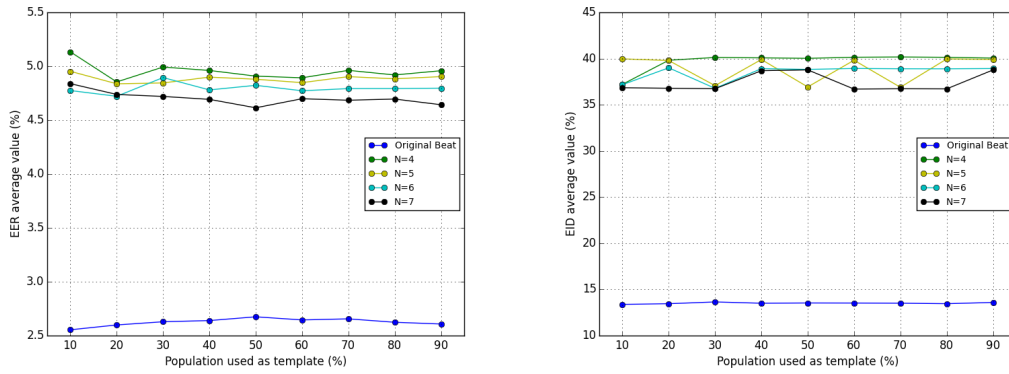 5.5
5.0
4.5
4.0
3.5
3.0
2.5
EER average value (%)
10 20 30 40 50 60 70 80 90
Population used as template (%)
Original Beat
N=4
N=5
N=6
N=7
45
40
35
30
25
20
15
10
EID average value (%)
10 20 30 40 50 60 70 80 90
Population used as template (%)
Original Beat
N=4
N=5
N=6
N=7